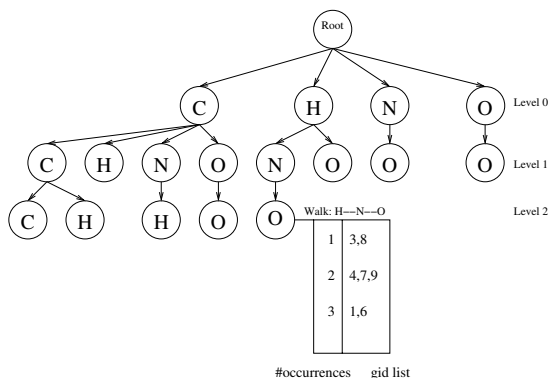 Root
C H N O Level 0
C H N O N O O O Level 1
C H H O O Level 2
Walk: H--N--O
1 3,8
2 4,7,9
3 1,6
#occurrences gid list